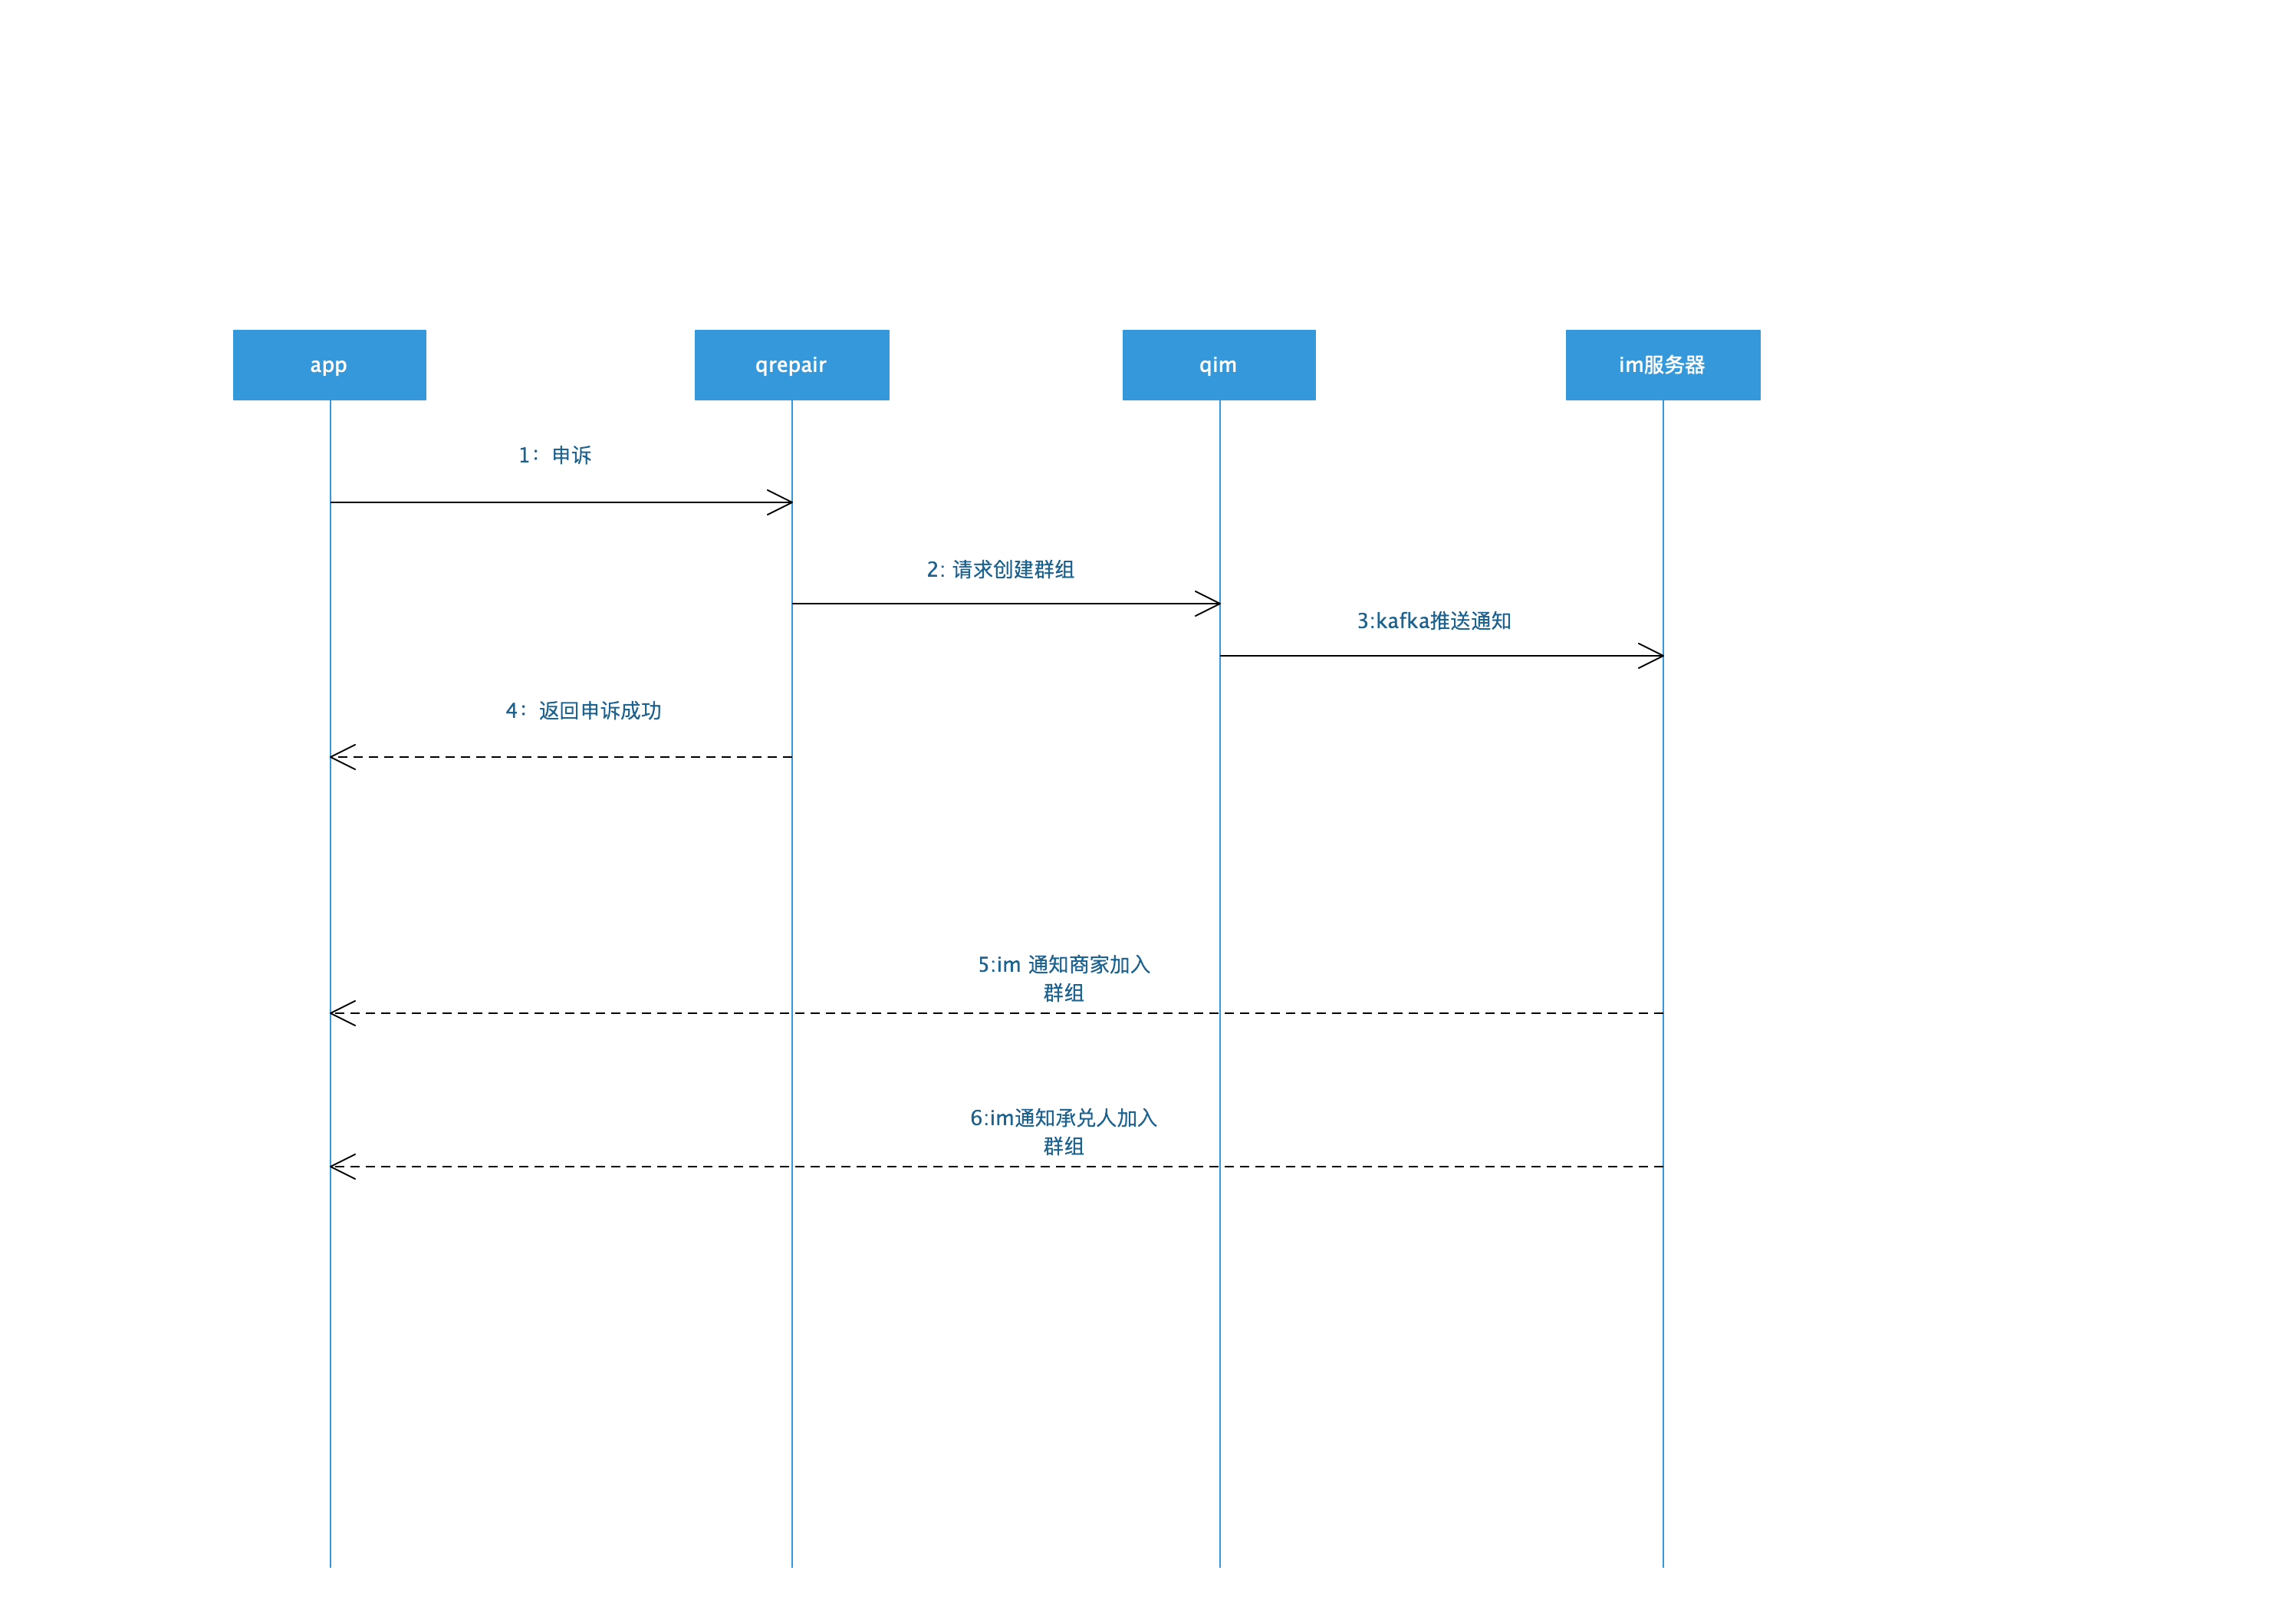 app
qrepair
qim
im服务器
1：申诉
2: 请求创建群组
3:kafka推送通知
4：返回申诉成功
5:im 通知商家加入
群组
6:im通知承兑人加入
群组